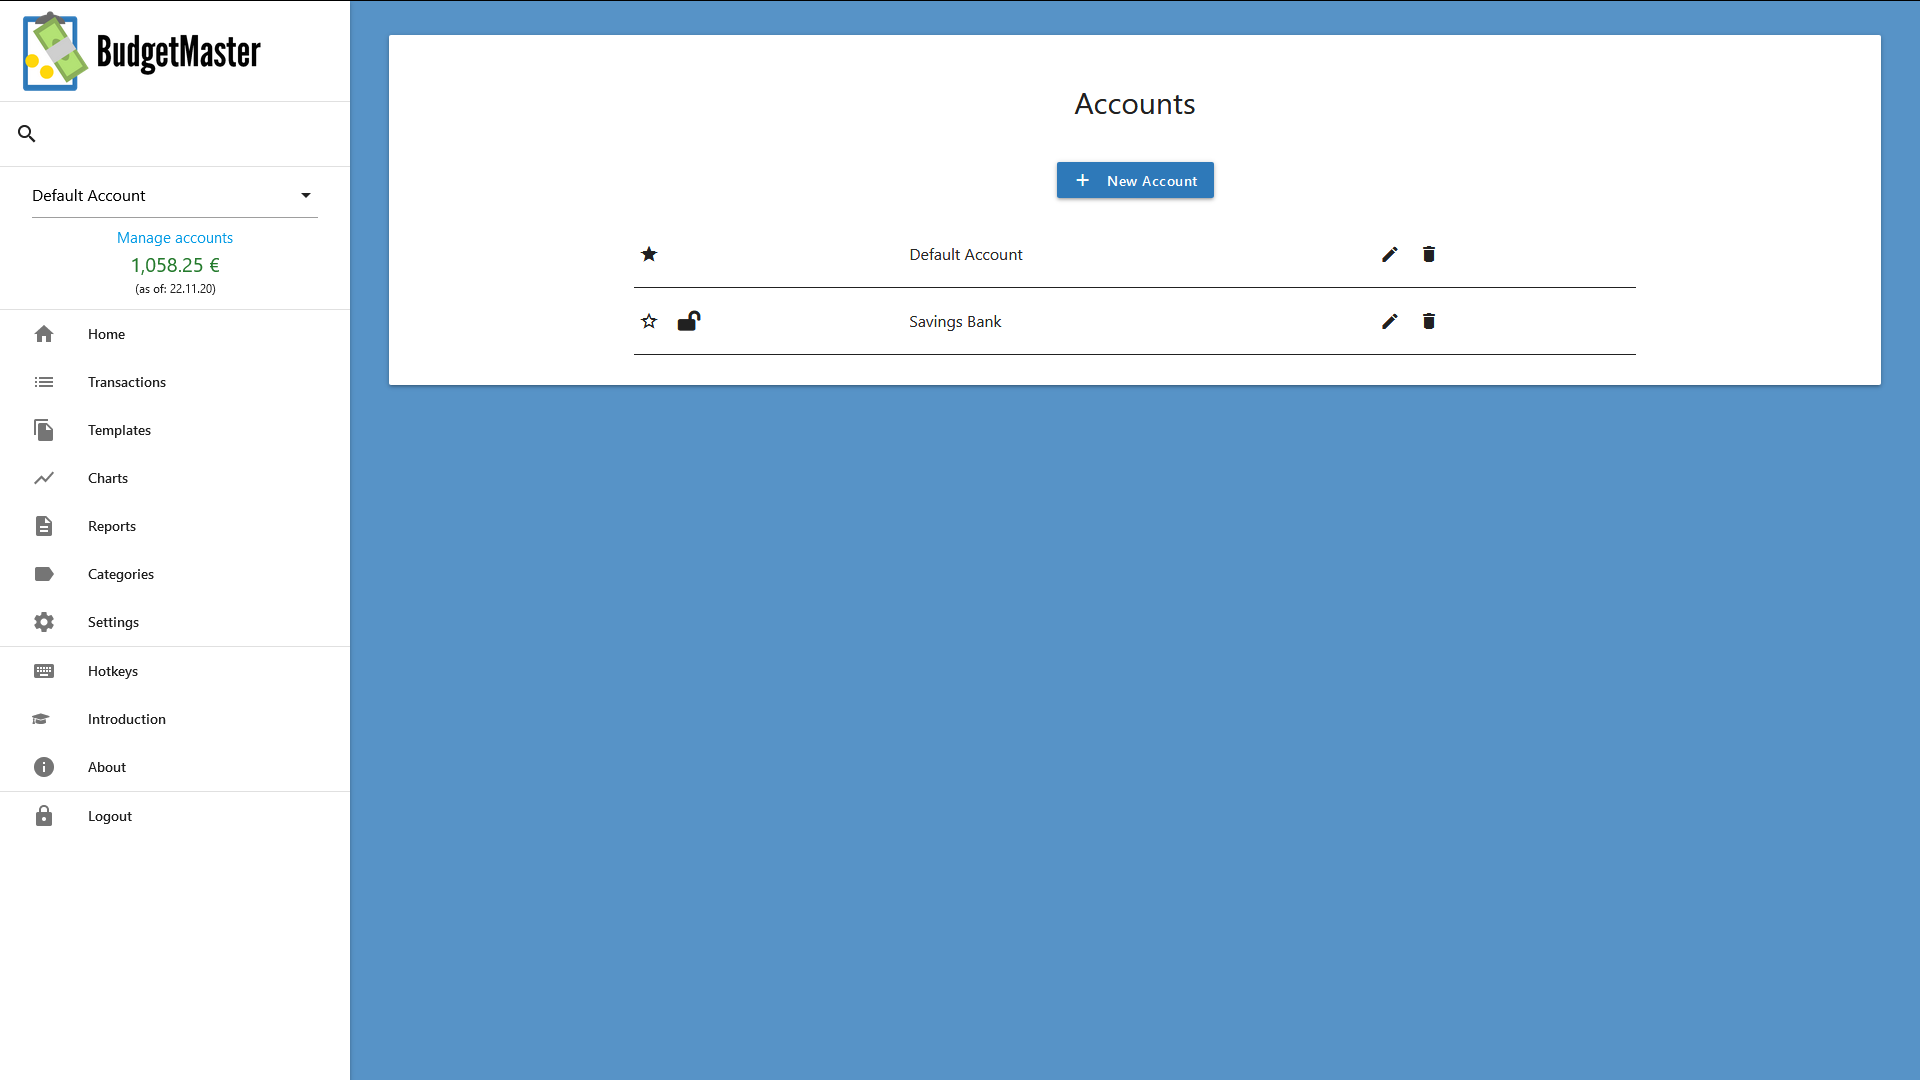 BudgetMaster
Default Account
Manage accounts
1,058.25 €
(as of: 22.11.20)
Home
Transactions
Templates
Charts
Reports
Categories
Settings
Hotkeys
Introduction
About
Logout
Accounts
New Account
Default Account
Savings Bank